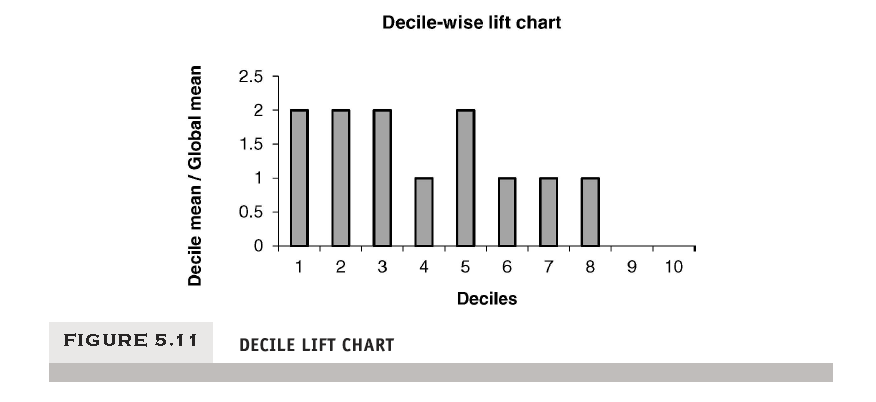 Decile-wise lift chart
Decile mean / Global mean
2.5
2
1.5
1
0.5
0
1 2 3 4 5 6 7 8 9 10
Deciles
FIGURE 5.11 DECILE LIFT CHART